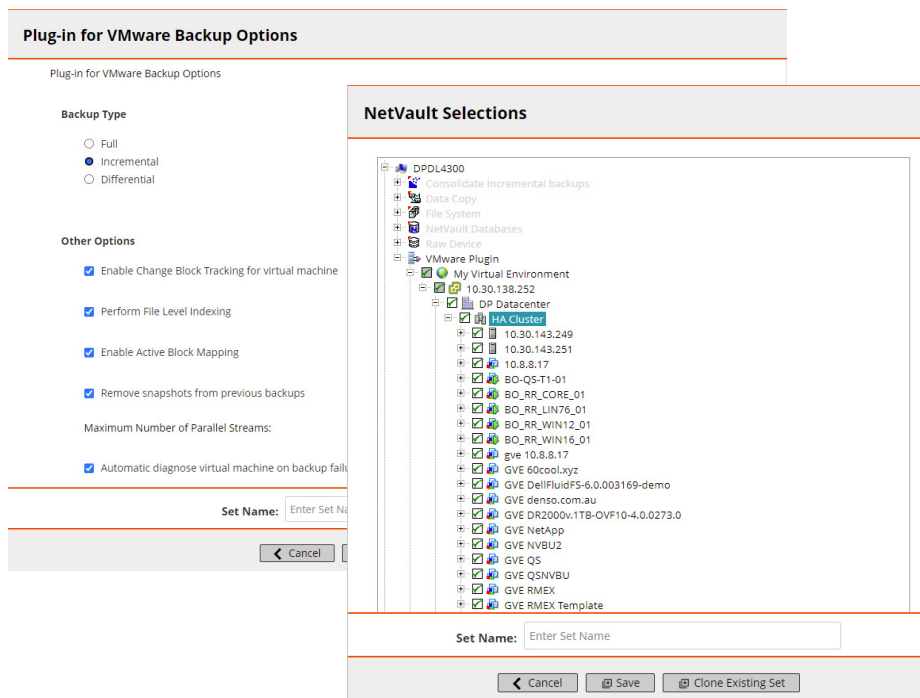 Plug-in for VMware Backup Options
Plug-in for VMware Backup Options
Backup Type
Full
Incremental
Differential
Other Options
Enable Change Block Tracking for virtual machine
Perform File Level Indexing
Enable Active Block Mapping
Remove snapshots from previous backups
Maximum Number of Parallel Streams:
Automatic diagnose virtual machine on backup failu
Set Name: Enter Set Na
Cancel
NetVault Selections
DPDL4300
Consolidate Incremental backups
Data Copy
File System
NetVault Databases
Raw Device
VMware Plugin
My Virtual Environment
10.30.138.252
DP Datacenter
HA Cluster
10.30.143.249
10.30.143.251
10.8.8.17
BO-QS-T1-01
BO_RR_CORE_01
BO_RR_LIN76_01
BO_RR_WIN12_01
BO_RR_WIN16_01
gve 10.8.8.17
GVE 60cool.xyz
GVE DellFluidFS-6.0.003169-demo
GVE denso.com.au
GVE DR2000v.1TB-OVF10-4.0.0273.0
GVE NetApp
GVE NVBU2
GVE QS
GVE QSNVBU
GVE RMEX
GVE RMEX Template
Set Name: Enter Set Name
Cancel Save Clone Existing Set